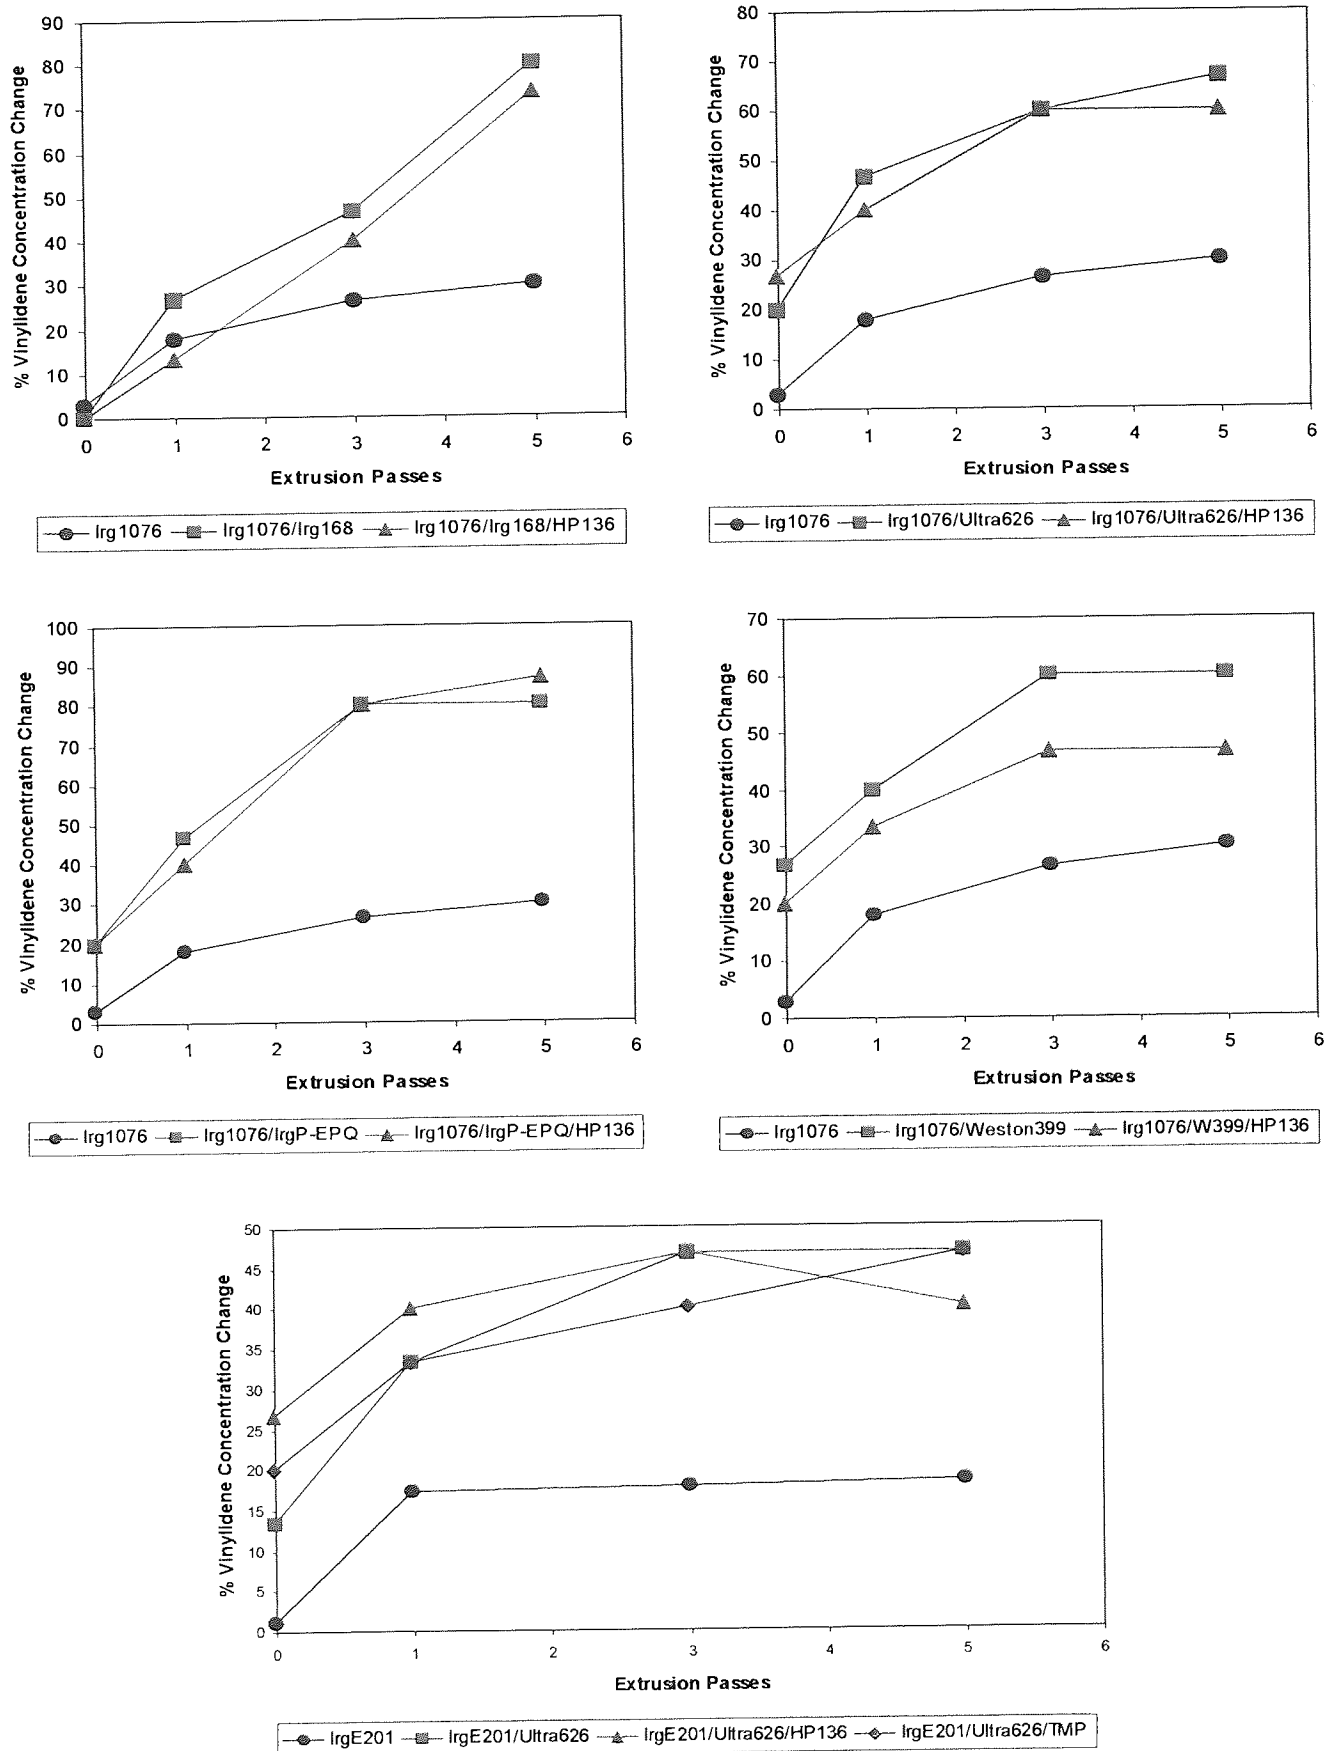 90
80
70
60
50
40
30
20
10
0
% Vinylidene Concentration Change
0 1 2 3 4 5 6
Extrusion Passes
Irg1076 Irg1076/Irg168 Irg1076/Irg168/HP136
80
70
60
50
40
30
20
10
0
% Vinylidene Concentration Change
0 1 2 3 4 5 6
Extrusion Passes
Irg1076 Irg1076/Ultra626 Irg1076/Ultra626/HP136
100
90
80
70
60
50
40
30
20
10
0
% Vinylidene Concentration Change
0 1 2 3 4 5 6
Extrusion Passes
Irg1076 Irg1076/IrgP-EPQ Irg1076/IrgP-EPQ/HP136
70
60
50
40
30
20
10
0
% Vinylidene Concentration Change
0 1 2 3 4 5 6
Extrusion Passes
Irg1076 Irg1076/Weston399 Irg1076/W399/HP136
50
45
40
35
30
25
20
15
10
5
0
% Vinylidene Concentration Change
0 1 2 3 4 5 6
Extrusion Passes
IrgE201 IrgE201/Ultra626 IrgE201/Ultra626/HP136 IrgE201/Ultra626/TMP